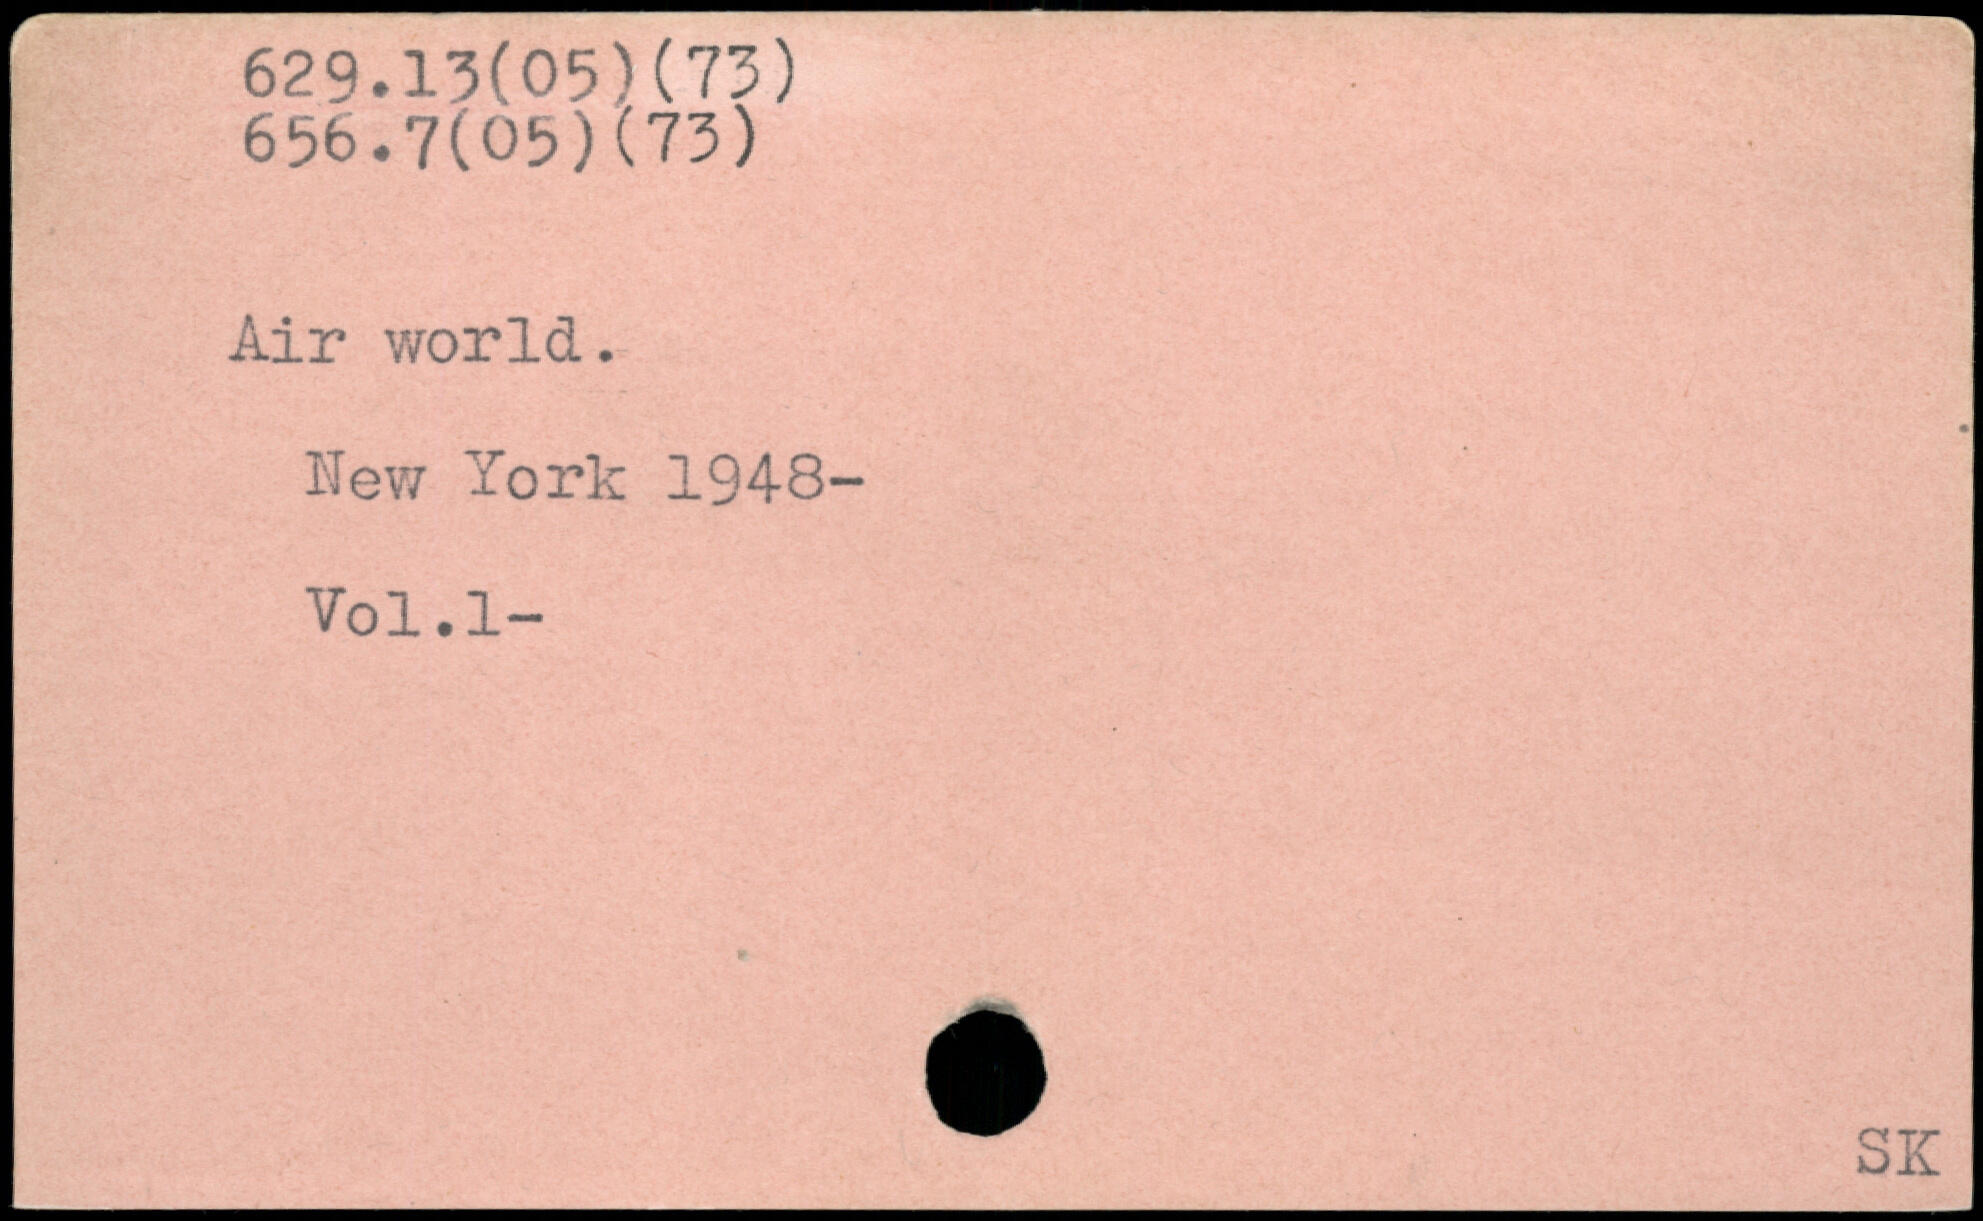 629.13(05)(73)
656.7(05)(73)
Air world.
New York 1948-
Vol.1-
SK